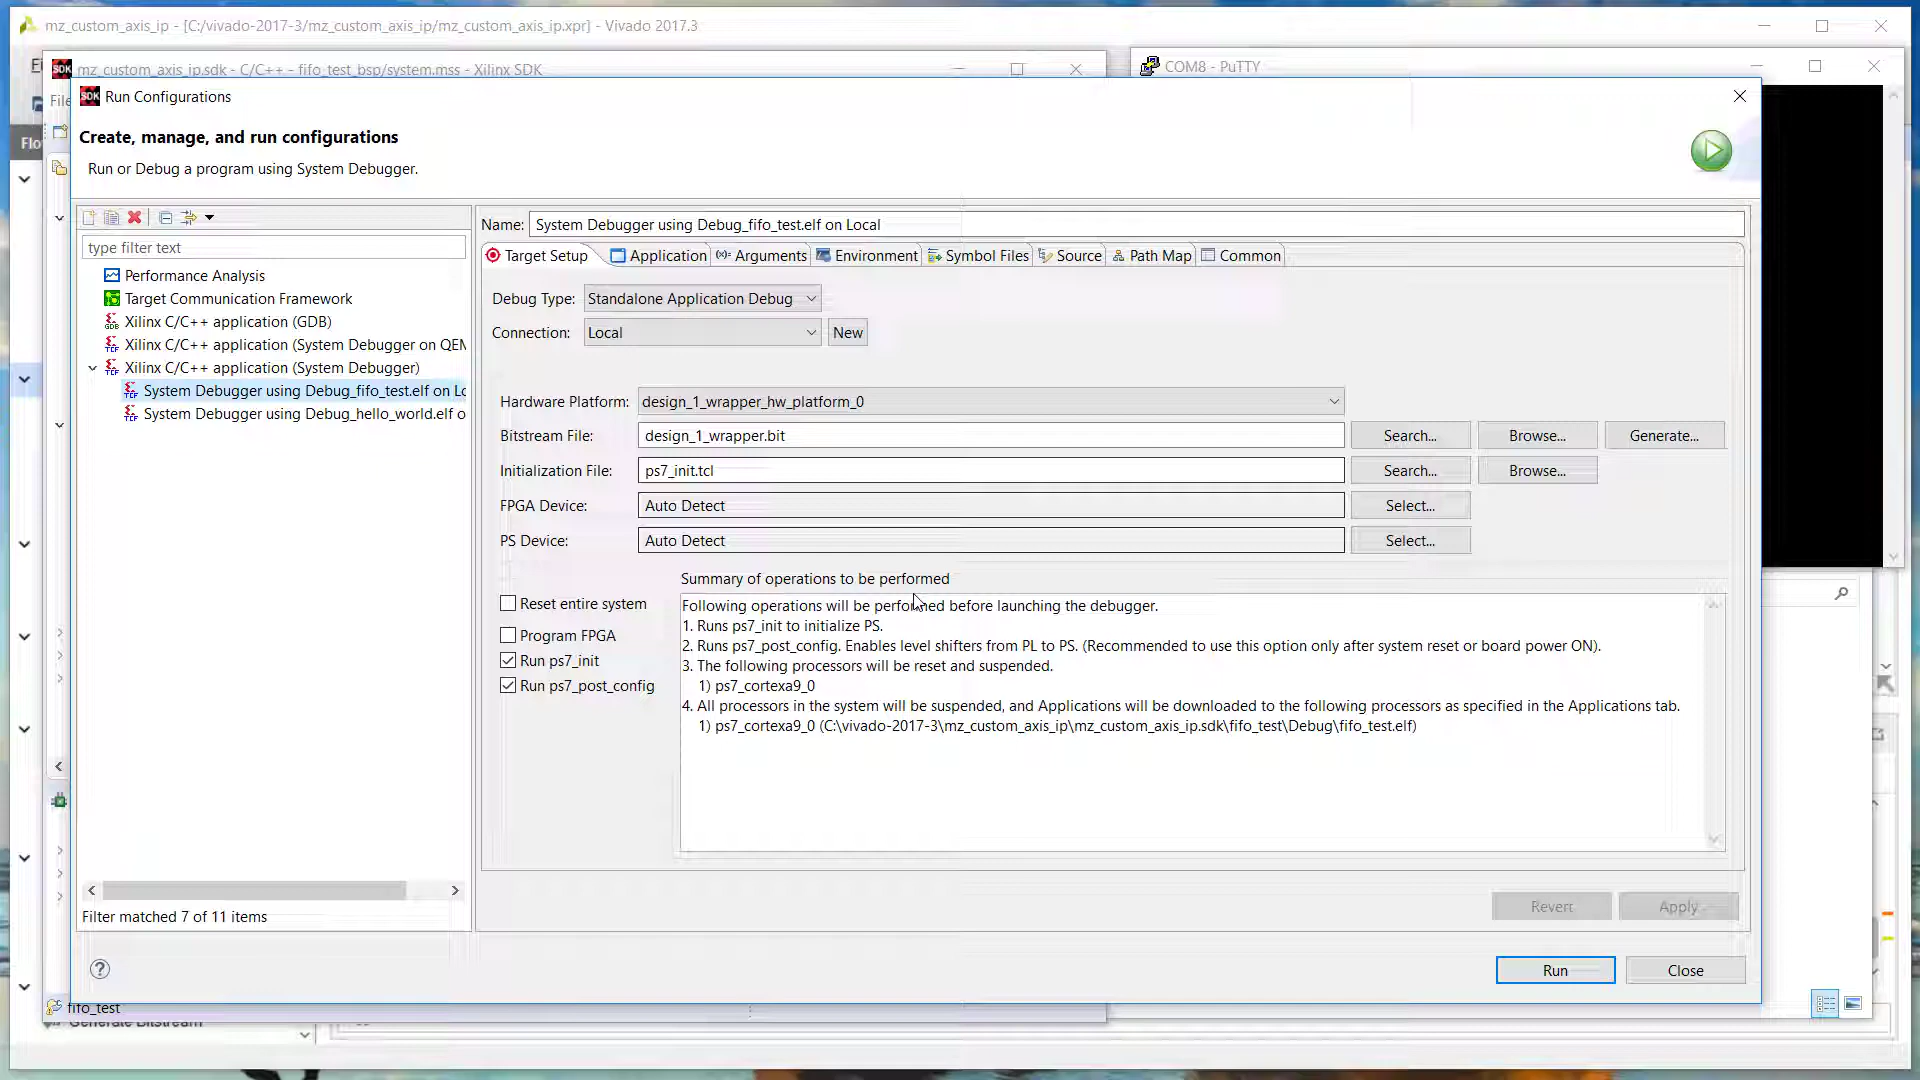 mz_custom_axis_ip - [C:/vivado-2017-3/mz_custom_axis_ip/mz_custom_axis_ip.xpr] - Vivado 2017.3
mz_custom_axis_ip.sdk - C/C++ - fifo_test_bsp/system.mss - Xilinx SDK
COM8 - PuTTY
File
Flo
SDK Run Configurations
Create, manage, and run configurations
Run or Debug a program using System Debugger.
type filter text
Performance Analysis
Target Communication Framework
Xilinx C/C++ application (GDB)
Xilinx C/C++ application (System Debugger on QEM
Xilinx C/C++ application (System Debugger)
System Debugger using Debug_fifo_test.elf on Lo
System Debugger using Debug_hello_world.elf o
Filter matched 7 of 11 items
Name: System Debugger using Debug_fifo_test.elf on Local
Target Setup Application Arguments Environment Symbol Files Source Path Map Common
Debug Type: Standalone Application Debug
Connection: Local New
Hardware Platform: design_1_wrapper_hw_platform_0
Bitstream File: design_1_wrapper.bit Search... Browse... Generate...
Initialization File: ps7_init.tcl Search... Browse...
FPGA Device: Auto Detect Select...
PS Device: Auto Detect Select...
Summary of operations to be performed
Reset entire system
Program FPGA
Run ps7_init
Run ps7_post_config
Following operations will be performed before launching the debugger.
1. Runs ps7_init to initialize PS.
2. Runs ps7_post_config. Enables level shifters from PL to PS. (Recommended to use this option only after system reset or board power ON).
3. The following processors will be reset and suspended.
1) ps7_cortexa9_0
4. All processors in the system will be suspended, and Applications will be downloaded to the following processors as specified in the Applications tab.
1) ps7_cortexa9_0 (C:\vivado-2017-3\mz_custom_axis_ip\mz_custom_axis_ip.sdk\fifo_test\Debug\fifo_test.elf)
Revert Apply
Run Close
fifo_test
Generate Bitstream